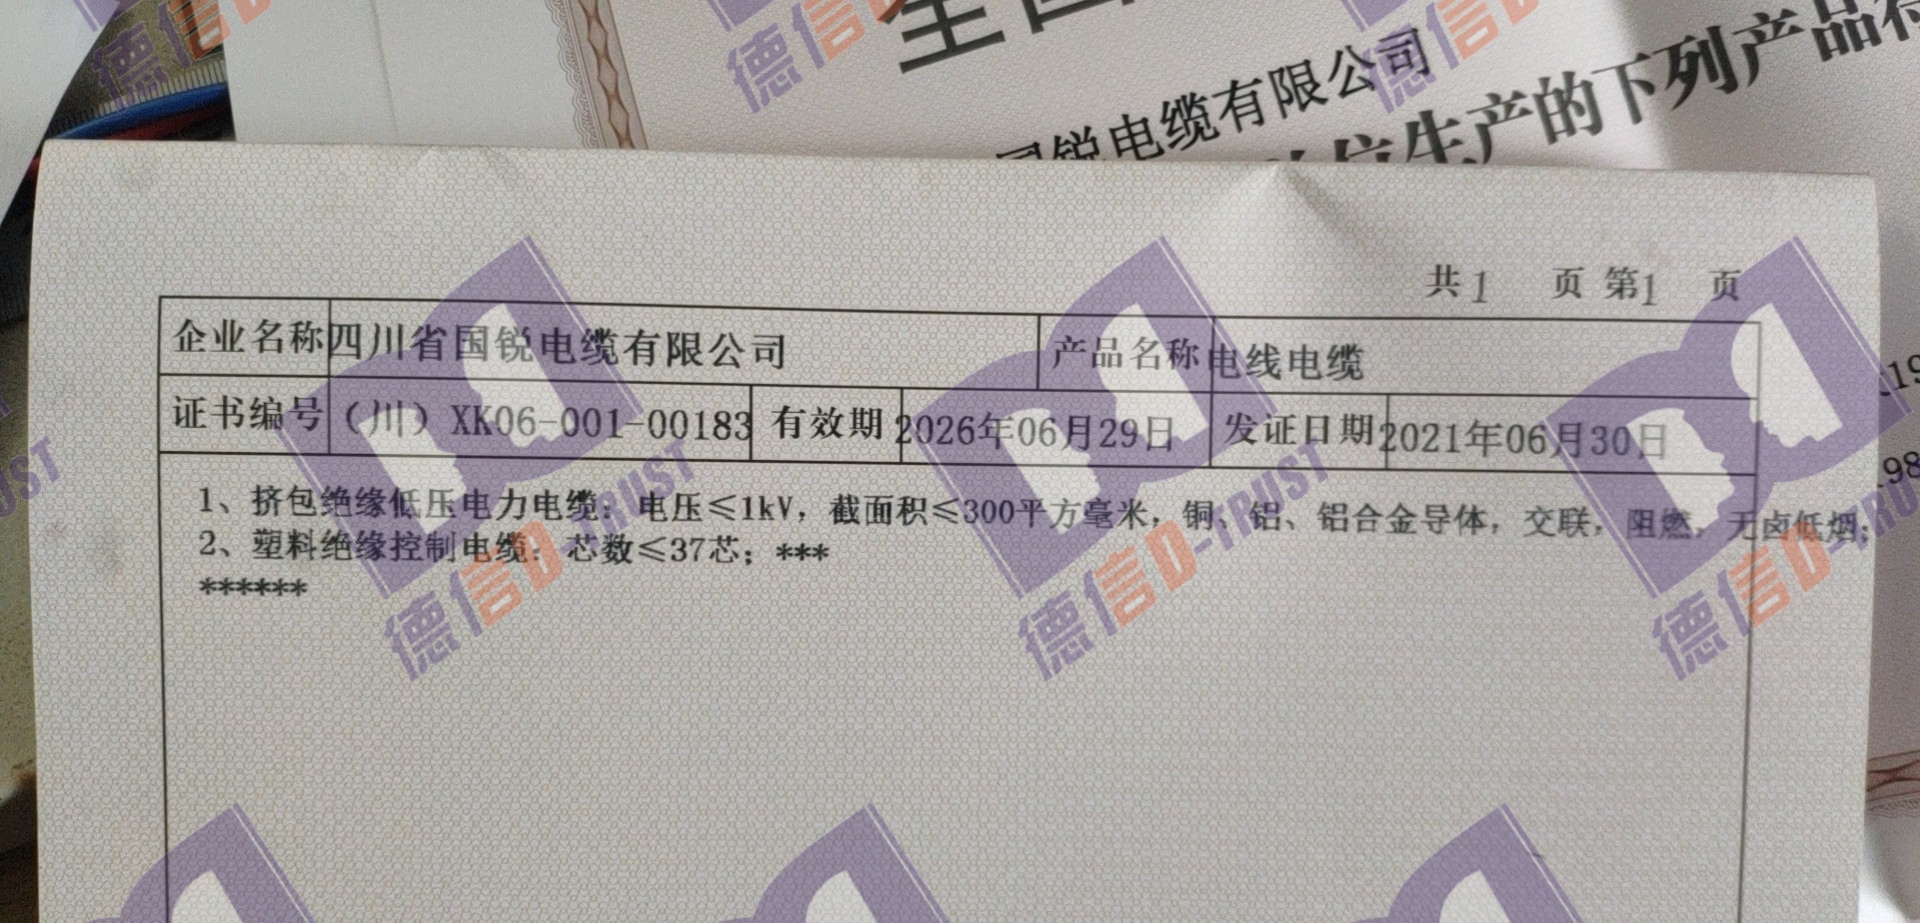 国锐电缆有限公司
生产的下列产品符
共1 页 第1 页
企业名称 四川省国锐电缆有限公司 产品名称 电线电缆
证书编号 (川)XK06-001-00183 有效期 2026年06月29日 发证日期 2021年06月30日
1、挤包绝缘低压电力电缆: 电压≤1kV, 截面积≤300平方毫米, 铜、铝、铝合金导体, 交联, 阻燃, 无卤低烟;
2、塑料绝缘控制电缆: 芯数≤37芯; ***
******
德信D-TRUST
德信D-TRUST
德信D-TRUST